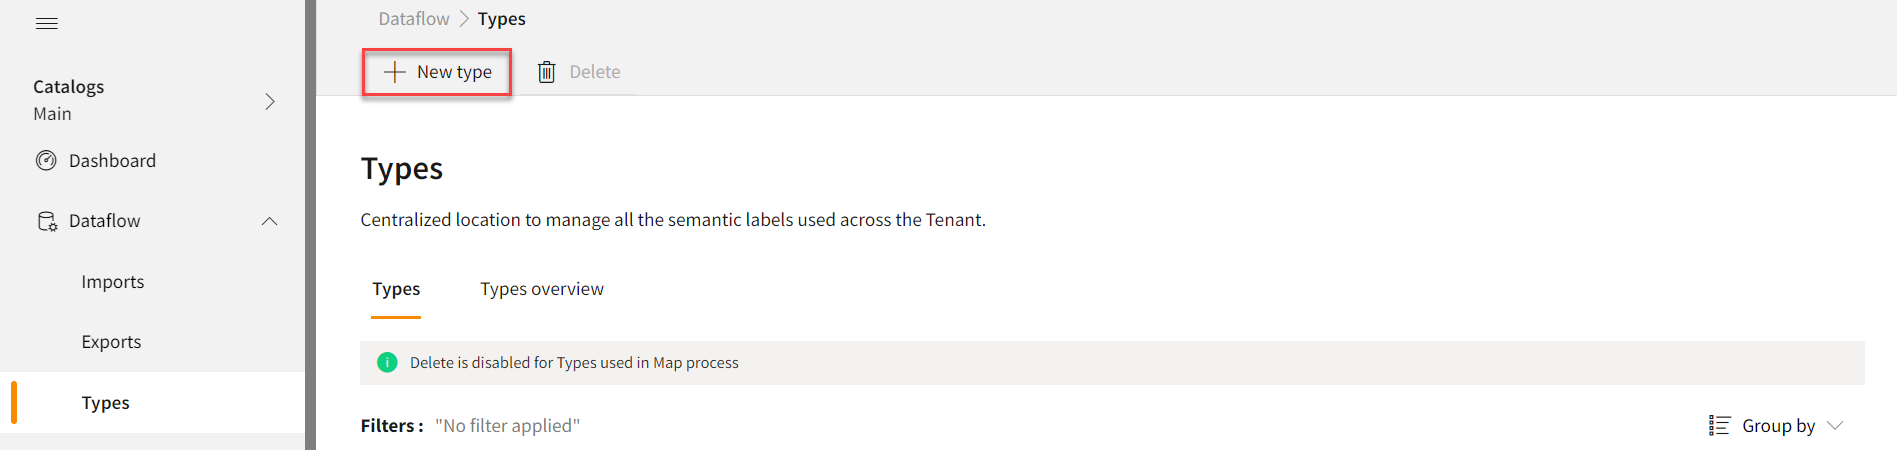 Dataflow > Types
New type
Delete
Catalogs
Main
Dashboard
Dataflow
Imports
Exports
Types
Types
Centralized location to manage all the semantic labels used across the Tenant.
Types Types overview
Delete is disabled for Types used in Map process
Filters : "No filter applied" Group by